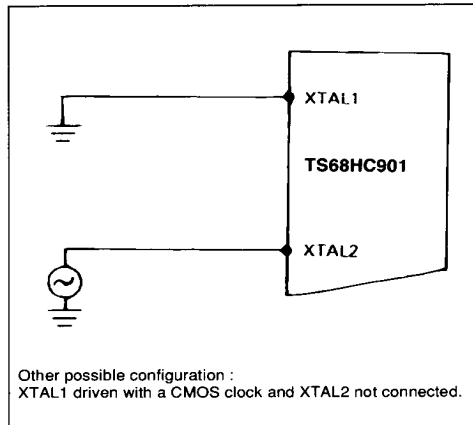 XTAL1
TS68HC901
XTAL2
Other possible configuration :
XTAL1 driven with a CMOS clock and XTAL2 not connected.